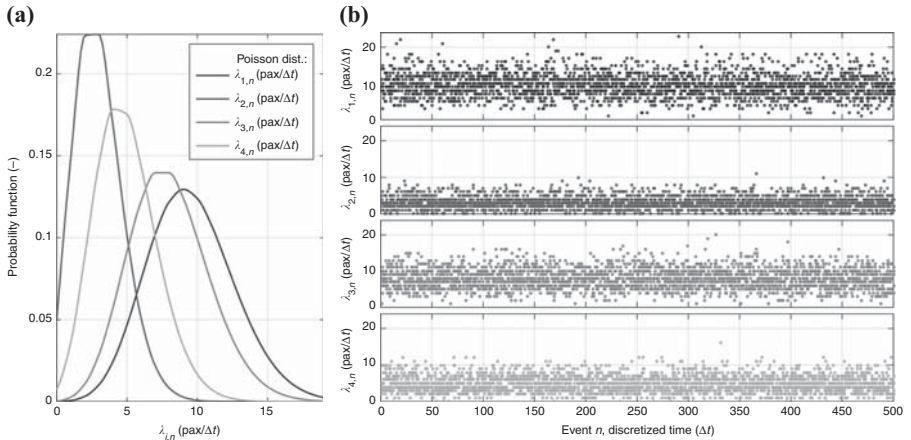 (a)
0.2
0.15
0.1
0.05
0
Probability function (–)
0 5 10 15
λi,n (pax/Δt)
Poisson dist.:
λ1,n (pax/Δt)
λ2,n (pax/Δt)
λ3,n (pax/Δt)
λ4,n (pax/Δt)
(b)
λ1,n (pax/Δt)
20
10
0
λ2,n (pax/Δt)
20
10
0
λ3,n (pax/Δt)
20
10
0
λ4,n (pax/Δt)
20
10
0
0 50 100 150 200 250 300 350 400 450 500
Event n, discretized time (Δt)